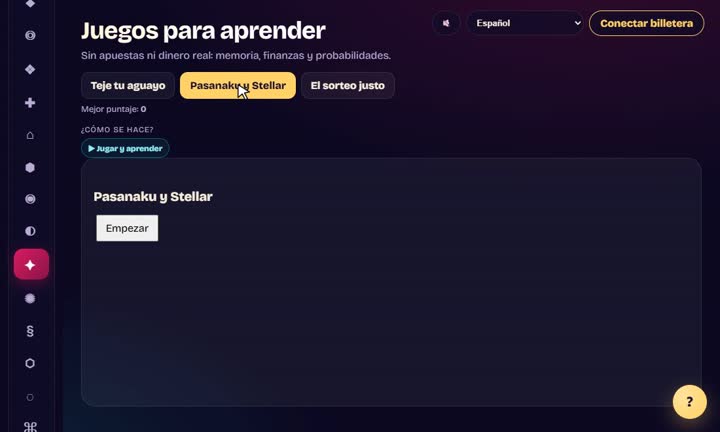 Juegos para aprender
Español
Conectar billetera
Sin apuestas ni dinero real: memoria, finanzas y probabilidades.
Teje tu aguayo
Pasanaku y Stellar
El sorteo justo
Mejor puntaje: 0
¿CÓMO SE HACE?
▶ Jugar y aprender
Pasanaku y Stellar
Empezar
§
?